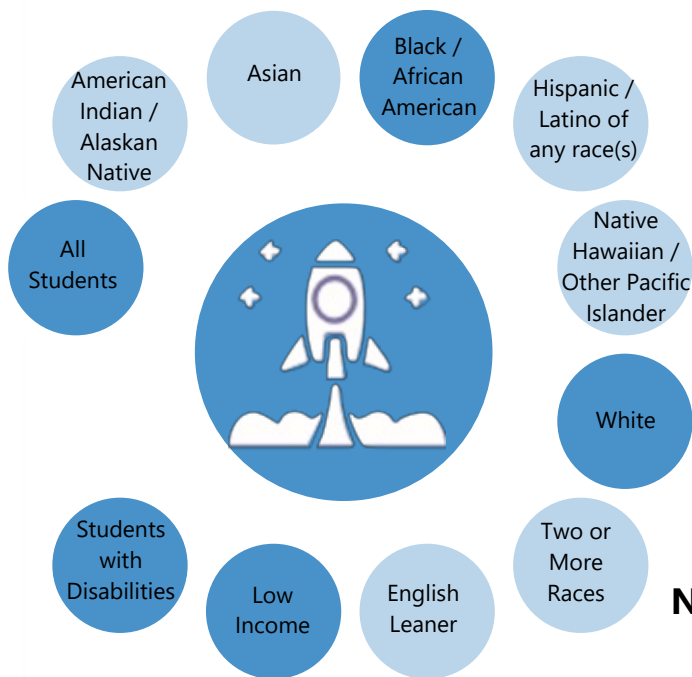 Asian
Black /
African
American
American
Indian /
Alaskan
Native
Hispanic /
Latino of
any race(s)
All
Students
Native
Hawaiian /
Other Pacific
Islander
White
Students
with
Disabilities
Low
Income
English
Leaner
Two or
More
Races
N